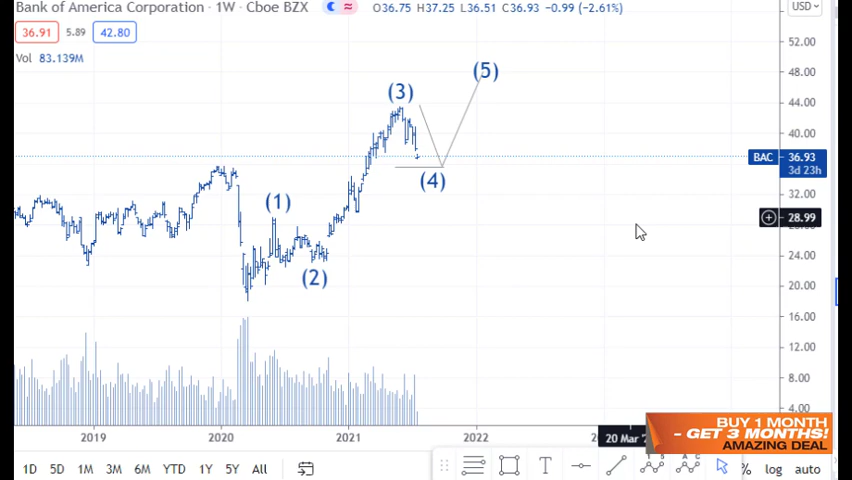 Bank of America Corporation · 1W · Cboe BZX
O36.75 H37.25 L36.51 C36.93 −0.99 (−2.61%)
USD
36.91 5.89 42.80
Vol 83.139M
52.00
48.00
44.00
40.00
BAC 36.93
3d 23h
32.00
28.99
24.00
20.00
16.00
12.00
8.00
4.00
(1)
(2)
(3)
(4)
(5)
2019 2020 2021 2022
20 Mar
BUY 1 MONTH
- GET 3 MONTHS!
AMAZING DEAL
1D 5D 1M 3M 6M YTD 1Y 5Y All
T
% log auto